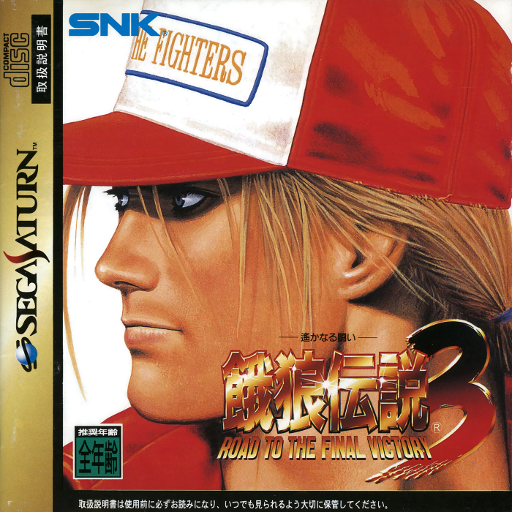 COMPACT
disc
取扱説明書
SEGA SATURN™
SNK®
THE FIGHTERS
遙かなる闘い
餓狼伝説3
®
ROAD TO THE FINAL VICTORY
推奨年齢
全年齢
取扱説明書は使用前に必ずお読みになり、いつでも見られるよう大切に保管してください。